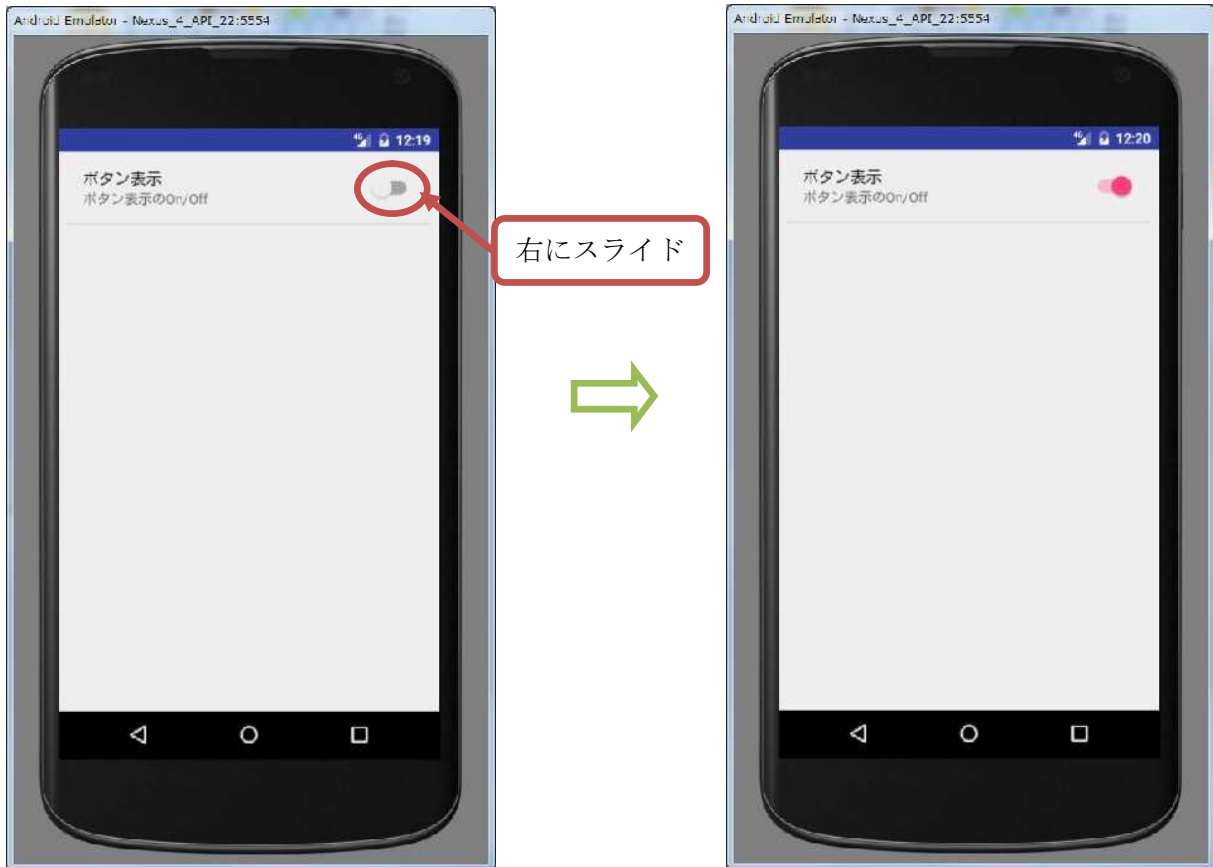 Android Emulator - Nexus_4_API_22:5554
4G 12:19
ボタン表示
ボタン表示のOn/Off
右にスライド
Android Emulator - Nexus_4_API_22:5554
4G 12:20
ボタン表示
ボタン表示のOn/Off